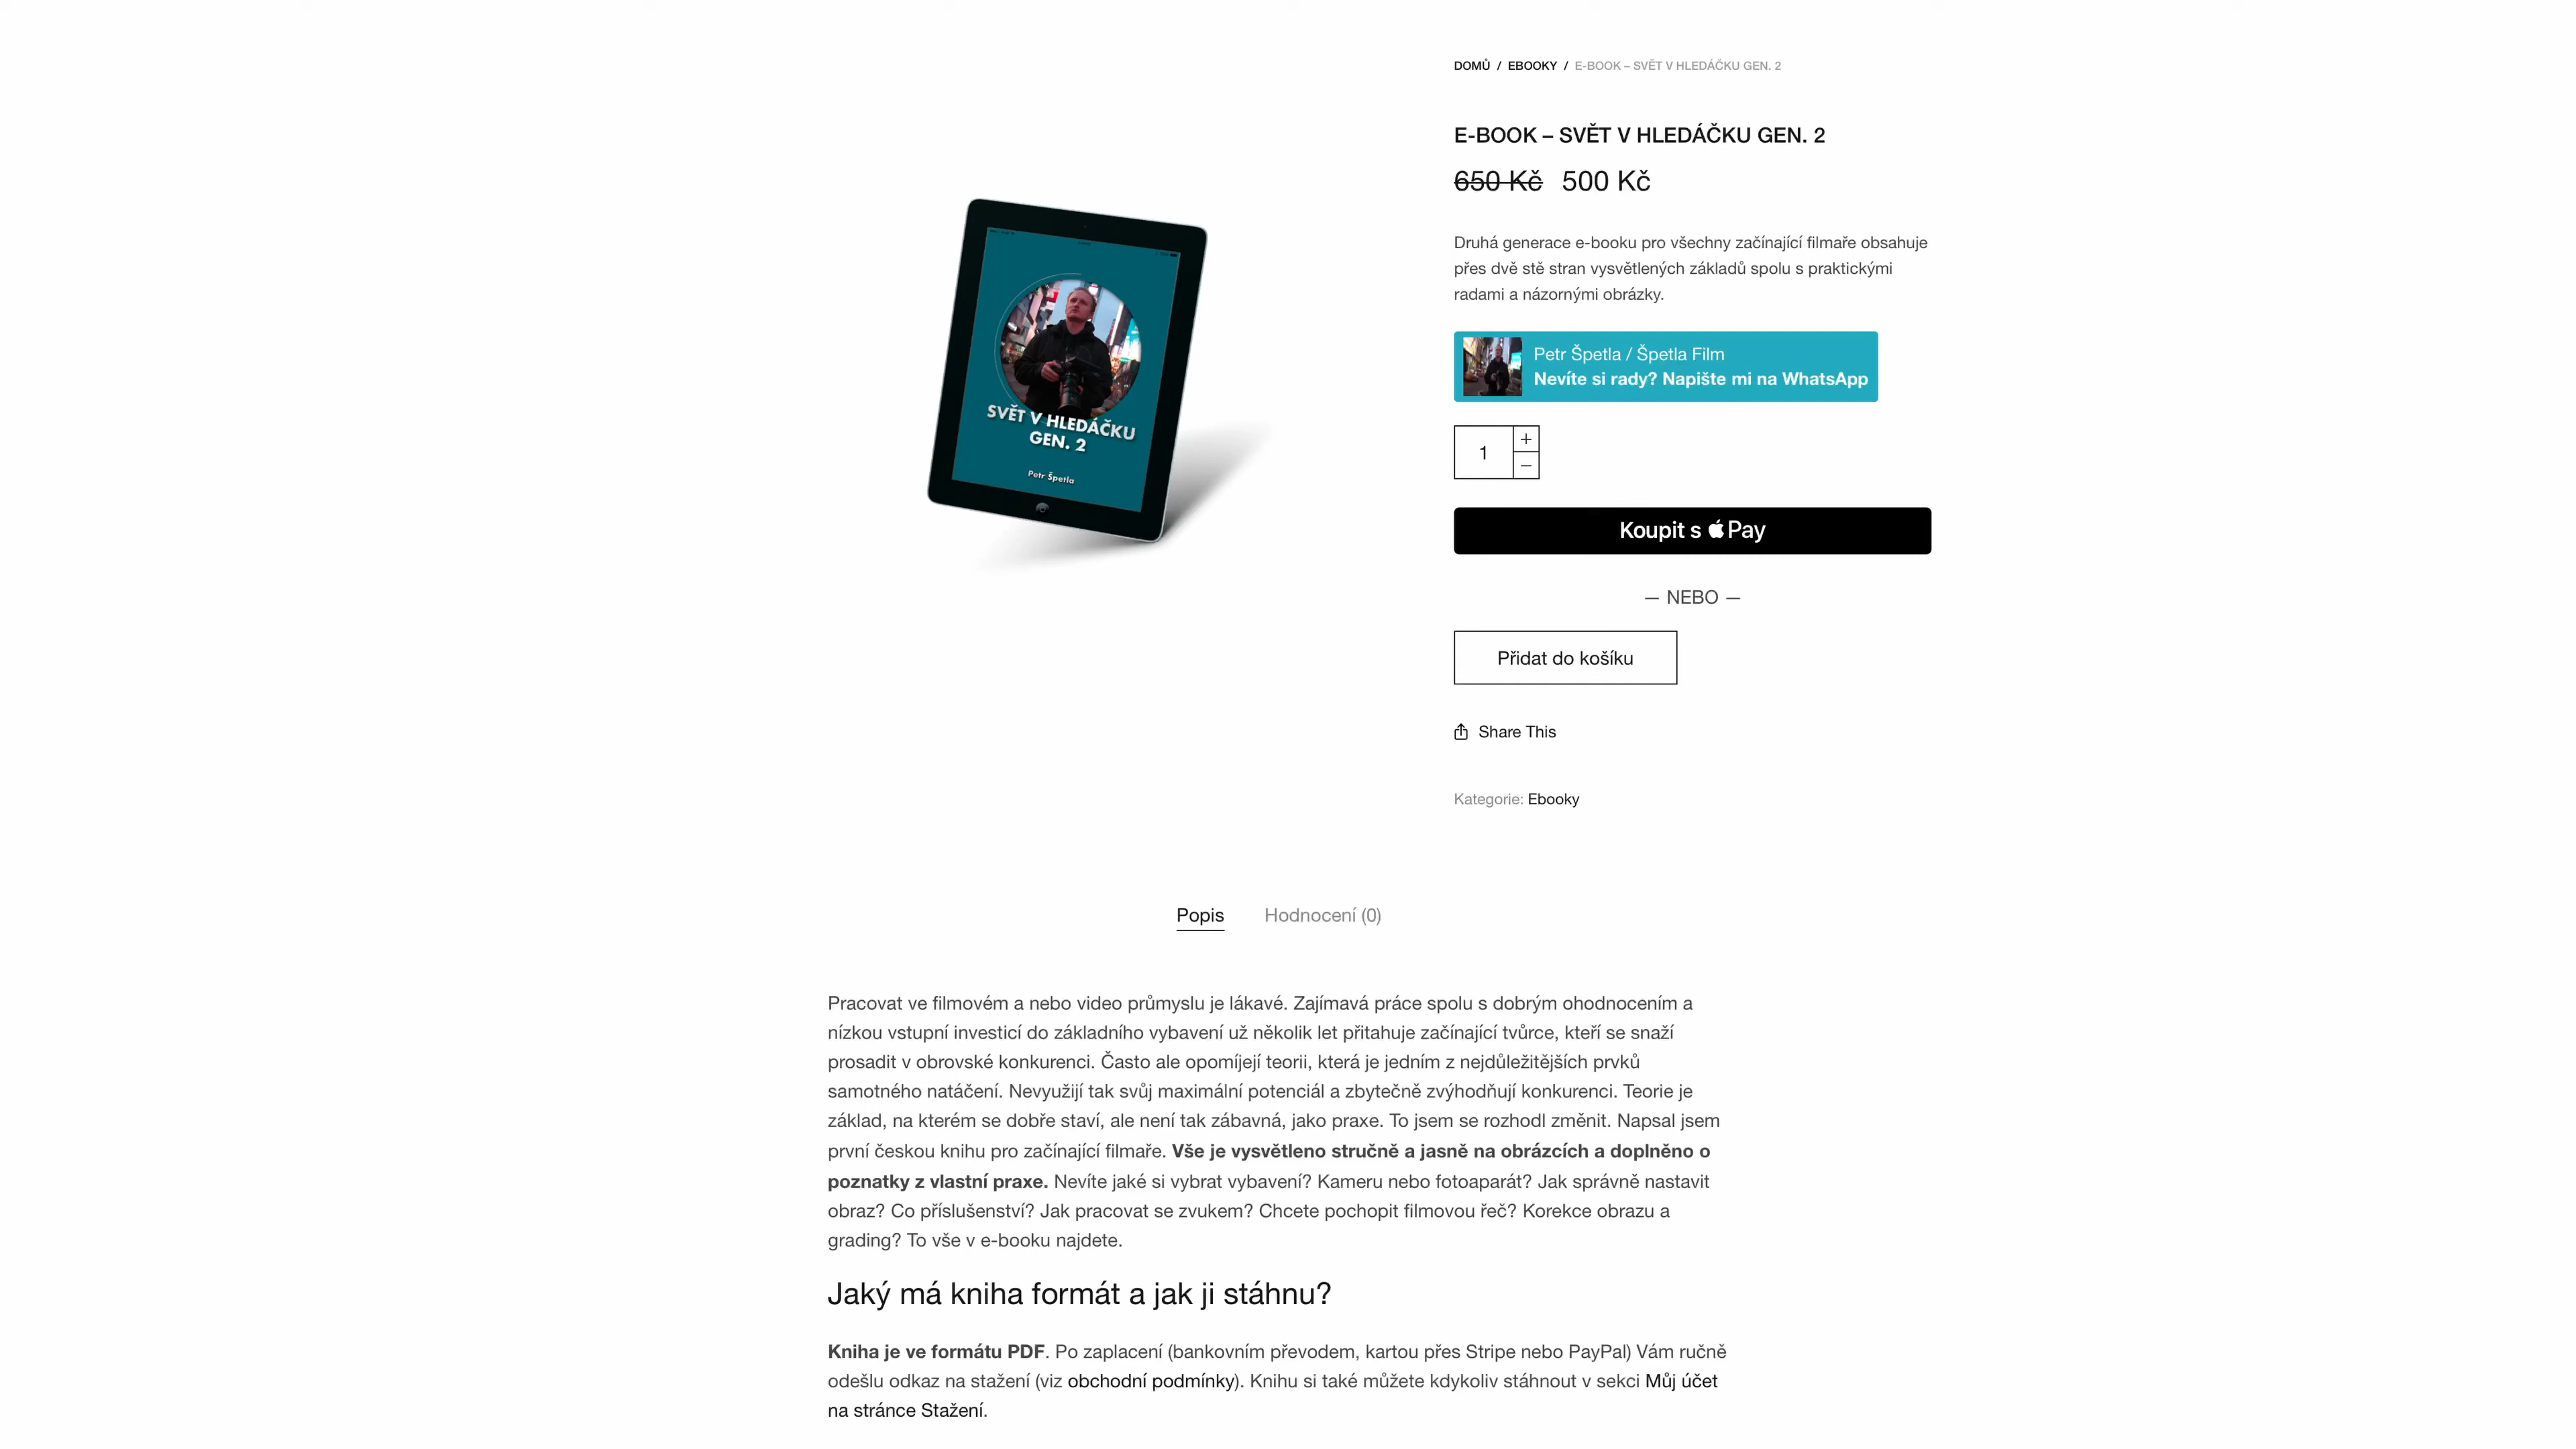 DOMŮ / EBOOKY / E-BOOK – SVĚT V HLEDÁČKU GEN. 2
E-BOOK – SVĚT V HLEDÁČKU GEN. 2
650 Kč 500 Kč
Druhá generace e-booku pro všechny začínající filmaře obsahuje
přes dvě stě stran vysvětlených základů spolu s praktickými
radami a názornými obrázky.
SVĚT V HLEDÁČKU
GEN. 2
Petr Špetla
Petr Špetla / Špetla Film
Nevíte si rady? Napište mi na WhatsApp
1 +
–
Koupit s Pay
— NEBO —
Přidat do košíku
Share This
Kategorie: Ebooky
Popis Hodnocení (0)
Pracovat ve filmovém a nebo video průmyslu je lákavé. Zajímavá práce spolu s dobrým ohodnocením a
nízkou vstupní investicí do základního vybavení už několik let přitahuje začínající tvůrce, kteří se snaží
prosadit v obrovské konkurenci. Často ale opomíjejí teorii, která je jedním z nejdůležitějších prvků
samotného natáčení. Nevyužijí tak svůj maximální potenciál a zbytečně zvýhodňují konkurenci. Teorie je
základ, na kterém se dobře staví, ale není tak zábavná, jako praxe. To jsem se rozhodl změnit. Napsal jsem
první českou knihu pro začínající filmaře. Vše je vysvětleno stručně a jasně na obrázcích a doplněno o
poznatky z vlastní praxe. Nevíte jaké si vybrat vybavení? Kameru nebo fotoaparát? Jak správně nastavit
obraz? Co příslušenství? Jak pracovat se zvukem? Chcete pochopit filmovou řeč? Korekce obrazu a
grading? To vše v e-booku najdete.
Jaký má kniha formát a jak ji stáhnu?
Kniha je ve formátu PDF. Po zaplacení (bankovním převodem, kartou přes Stripe nebo PayPal) Vám ručně
odešlu odkaz na stažení (viz obchodní podmínky). Knihu si také můžete kdykoliv stáhnout v sekci Můj účet
na stránce Stažení.